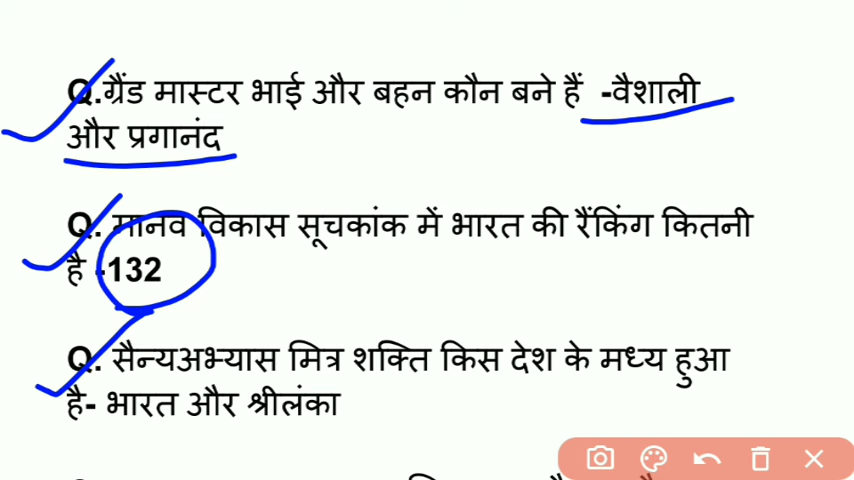 Q.ग्रैंड मास्टर भाई और बहन कौन बने हैं -वैशाली
और प्रगानंद
Q. मानव विकास सूचकांक में भारत की रैंकिंग कितनी
है -132
Q. सैन्यअभ्यास मित्र शक्ति किस देश के मध्य हुआ
है- भारत और श्रीलंका